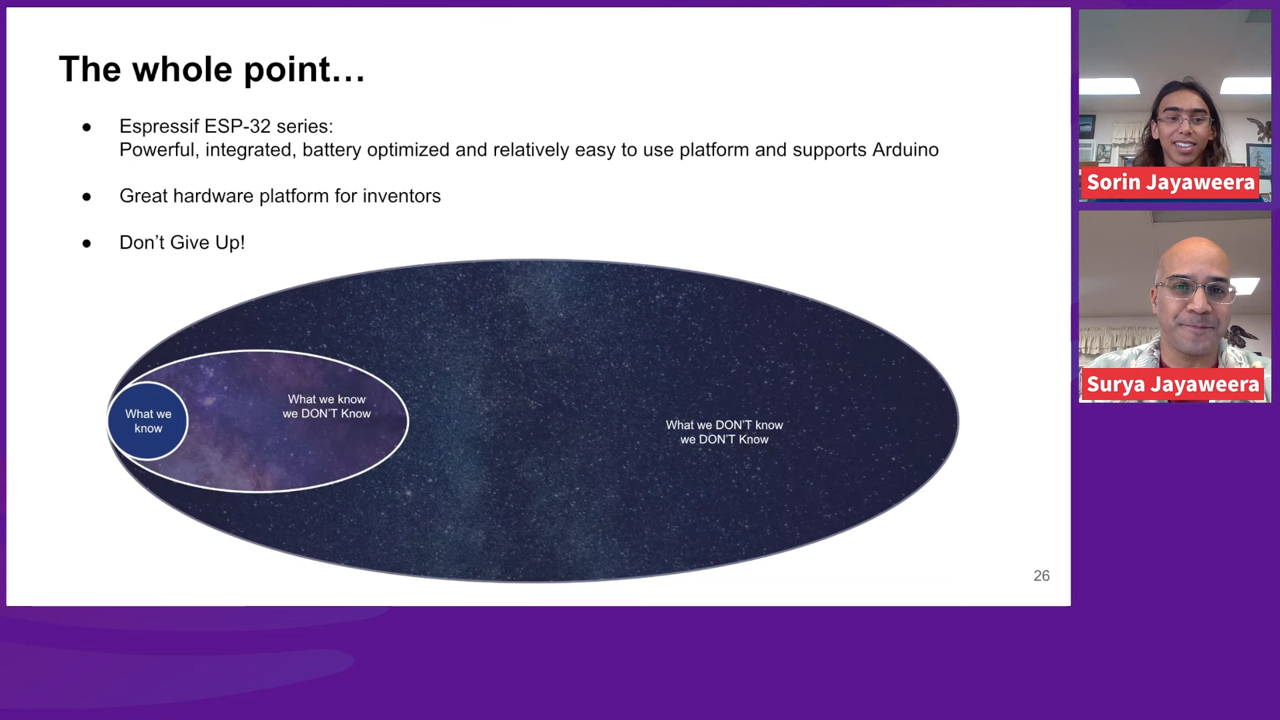 The whole point…
● Espressif ESP-32 series:
Powerful, integrated, battery optimized and relatively easy to use platform and supports Arduino
● Great hardware platform for inventors
● Don’t Give Up!
What we
know
What we know
we DON’T Know
What we DON’T know
we DON’T Know
26
Sorin Jayaweera
Surya Jayaweera